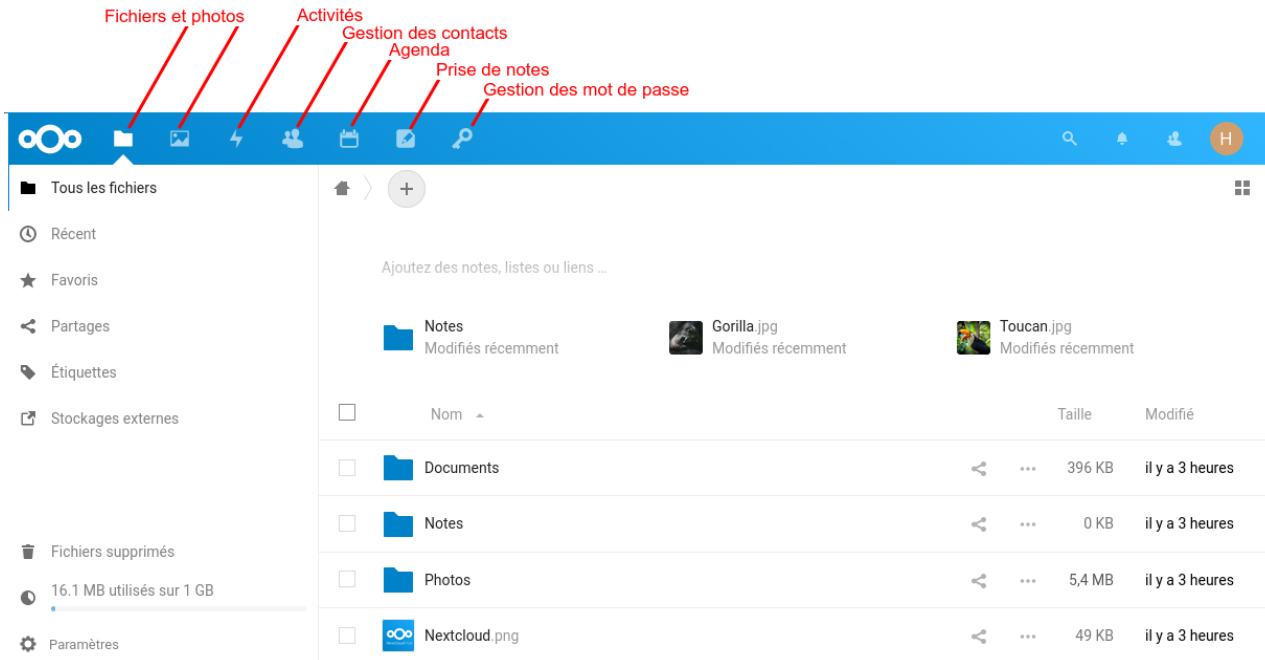 Fichiers et photos
Activités
Gestion des contacts
Agenda
Prise de notes
Gestion des mot de passe
H
Tous les fichiers
Récent
Favoris
Partages
Étiquettes
Stockages externes
Fichiers supprimés
16.1 MB utilisés sur 1 GB
Paramètres
Ajoutez des notes, listes ou liens ...
Notes
Modifiés récemment
Gorilla.jpg
Modifiés récemment
Toucan.jpg
Modifiés récemment
Nom Taille Modifié
Documents 396 KB il y a 3 heures
Notes 0 KB il y a 3 heures
Photos 5,4 MB il y a 3 heures
Nextcloud.png 49 KB il y a 3 heures